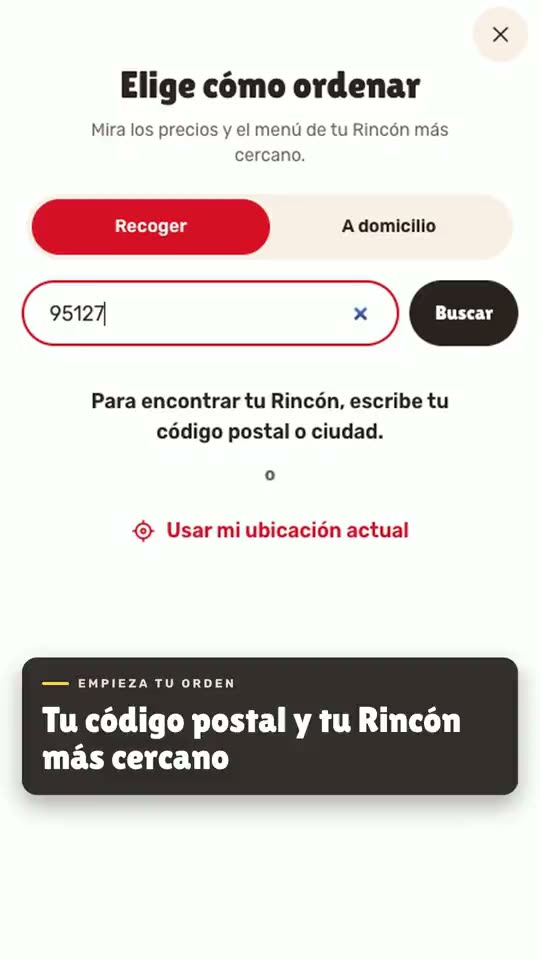 Elige cómo ordenar
Mira los precios y el menú de tu Rincón más
cercano.
Recoger
A domicilio
95127
Buscar
Para encontrar tu Rincón, escribe tu
código postal o ciudad.
o
Usar mi ubicación actual
EMPIEZA TU ORDEN
Tu código postal y tu Rincón
más cercano